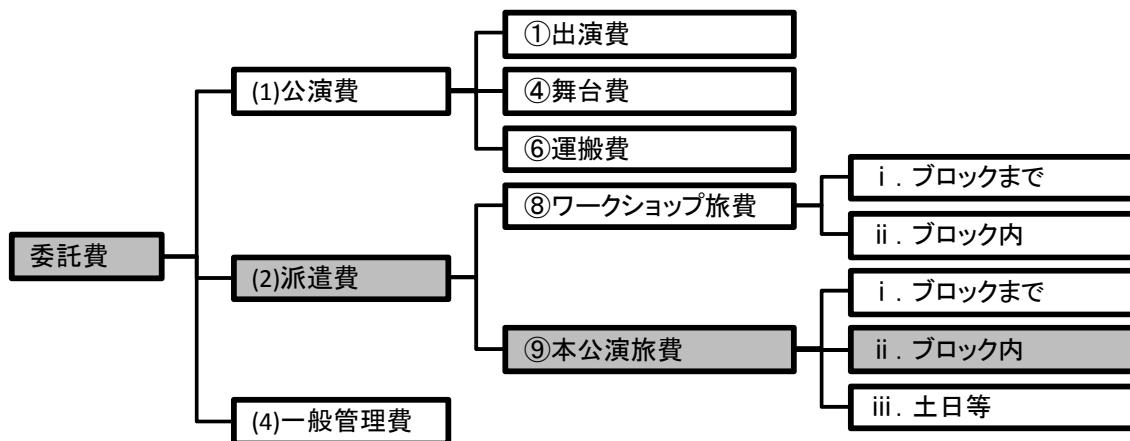 委託費
(1)公演費
①出演費
④舞台費
⑥運搬費
(2)派遣費
⑧ワークショップ旅費
ⅰ．ブロックまで
ⅱ．ブロック内
⑨本公演旅費
ⅰ．ブロックまで
ⅱ．ブロック内
ⅲ．土日等
(4)一般管理費